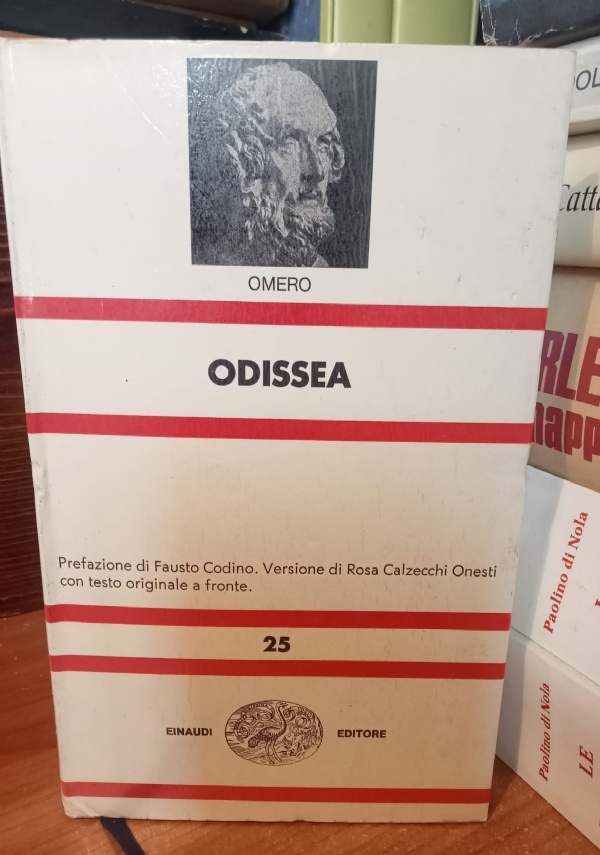 OMERO
ODISSEA
Prefazione di Fausto Codino. Versione di Rosa Calzecchi Onesti
con testo originale a fronte.
25
EINAUDI EDITORE
Paolino di Nola
Paolino di Nola
LE